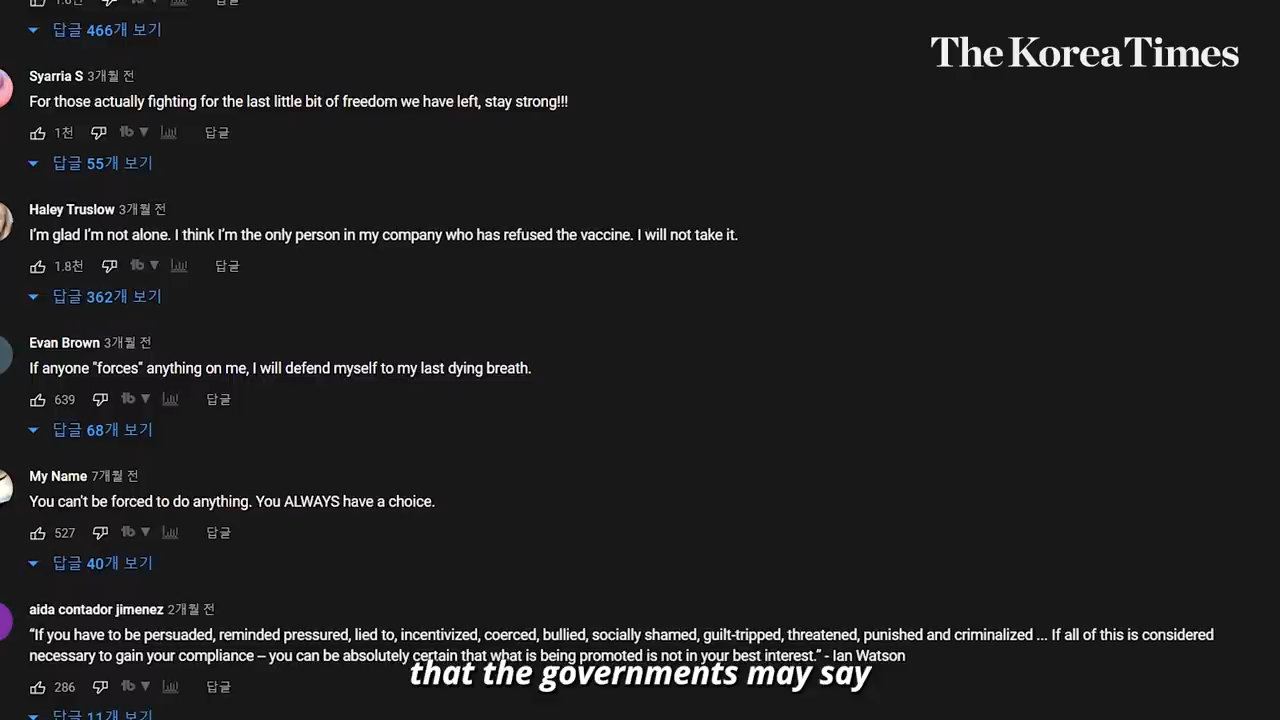 답글 466개 보기
The Korea Times
Syarria S 3개월 전
For those actually fighting for the last little bit of freedom we have left, stay strong!!!
1천 답글
답글 55개 보기
Haley Truslow 3개월 전
I'm glad I'm not alone. I think I'm the only person in my company who has refused the vaccine. I will not take it.
1.8천 답글
답글 362개 보기
Evan Brown 3개월 전
If anyone "forces" anything on me, I will defend myself to my last dying breath.
639 답글
답글 68개 보기
My Name 7개월 전
You can't be forced to do anything. You ALWAYS have a choice.
527 답글
답글 40개 보기
aida contador jimenez 2개월 전
“If you have to be persuaded, reminded pressured, lied to, incentivized, coerced, bullied, socially shamed, guilt-tripped, threatened, punished and criminalized ... If all of this is considered
necessary to gain your compliance – you can be absolutely certain that what is being promoted is not in your best interest.” - Ian Watson
that the governments may say
286 답글
답글 11개 보기